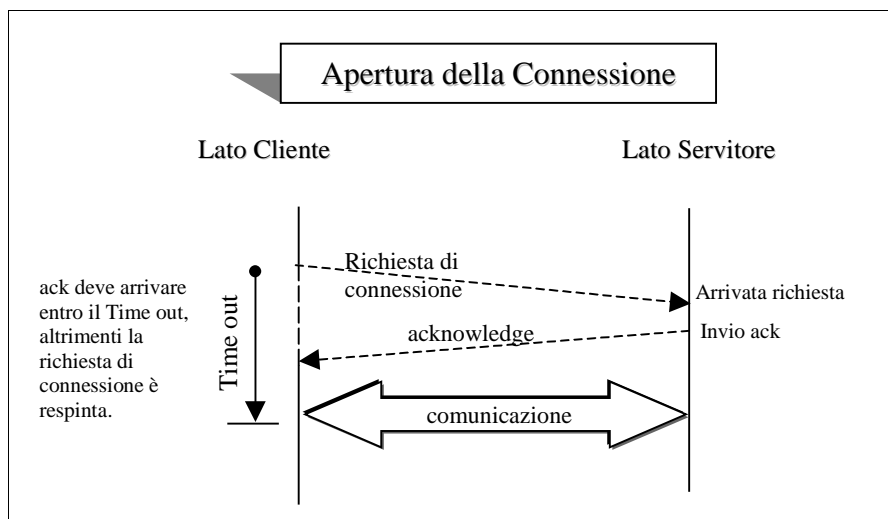 Apertura della Connessione
Lato Cliente
Lato Servitore
Richiesta di
connessione
Arrivata richiesta
ack deve arrivare
entro il Time out,
altrimenti la
richiesta di
connessione è
respinta.
Time out
acknowledge
Invio ack
comunicazione